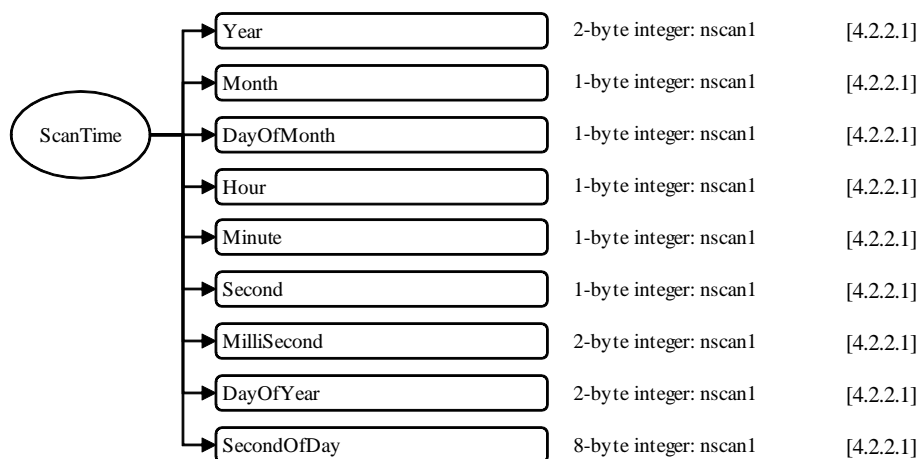 Year 2-byte integer: nscan1 [4.2.2.1]
Month 1-byte integer: nscan1 [4.2.2.1]
ScanTime DayOfMonth 1-byte integer: nscan1 [4.2.2.1]
Hour 1-byte integer: nscan1 [4.2.2.1]
Minute 1-byte integer: nscan1 [4.2.2.1]
Second 1-byte integer: nscan1 [4.2.2.1]
MilliSecond 2-byte integer: nscan1 [4.2.2.1]
DayOfYear 2-byte integer: nscan1 [4.2.2.1]
SecondOfDay 8-byte integer: nscan1 [4.2.2.1]